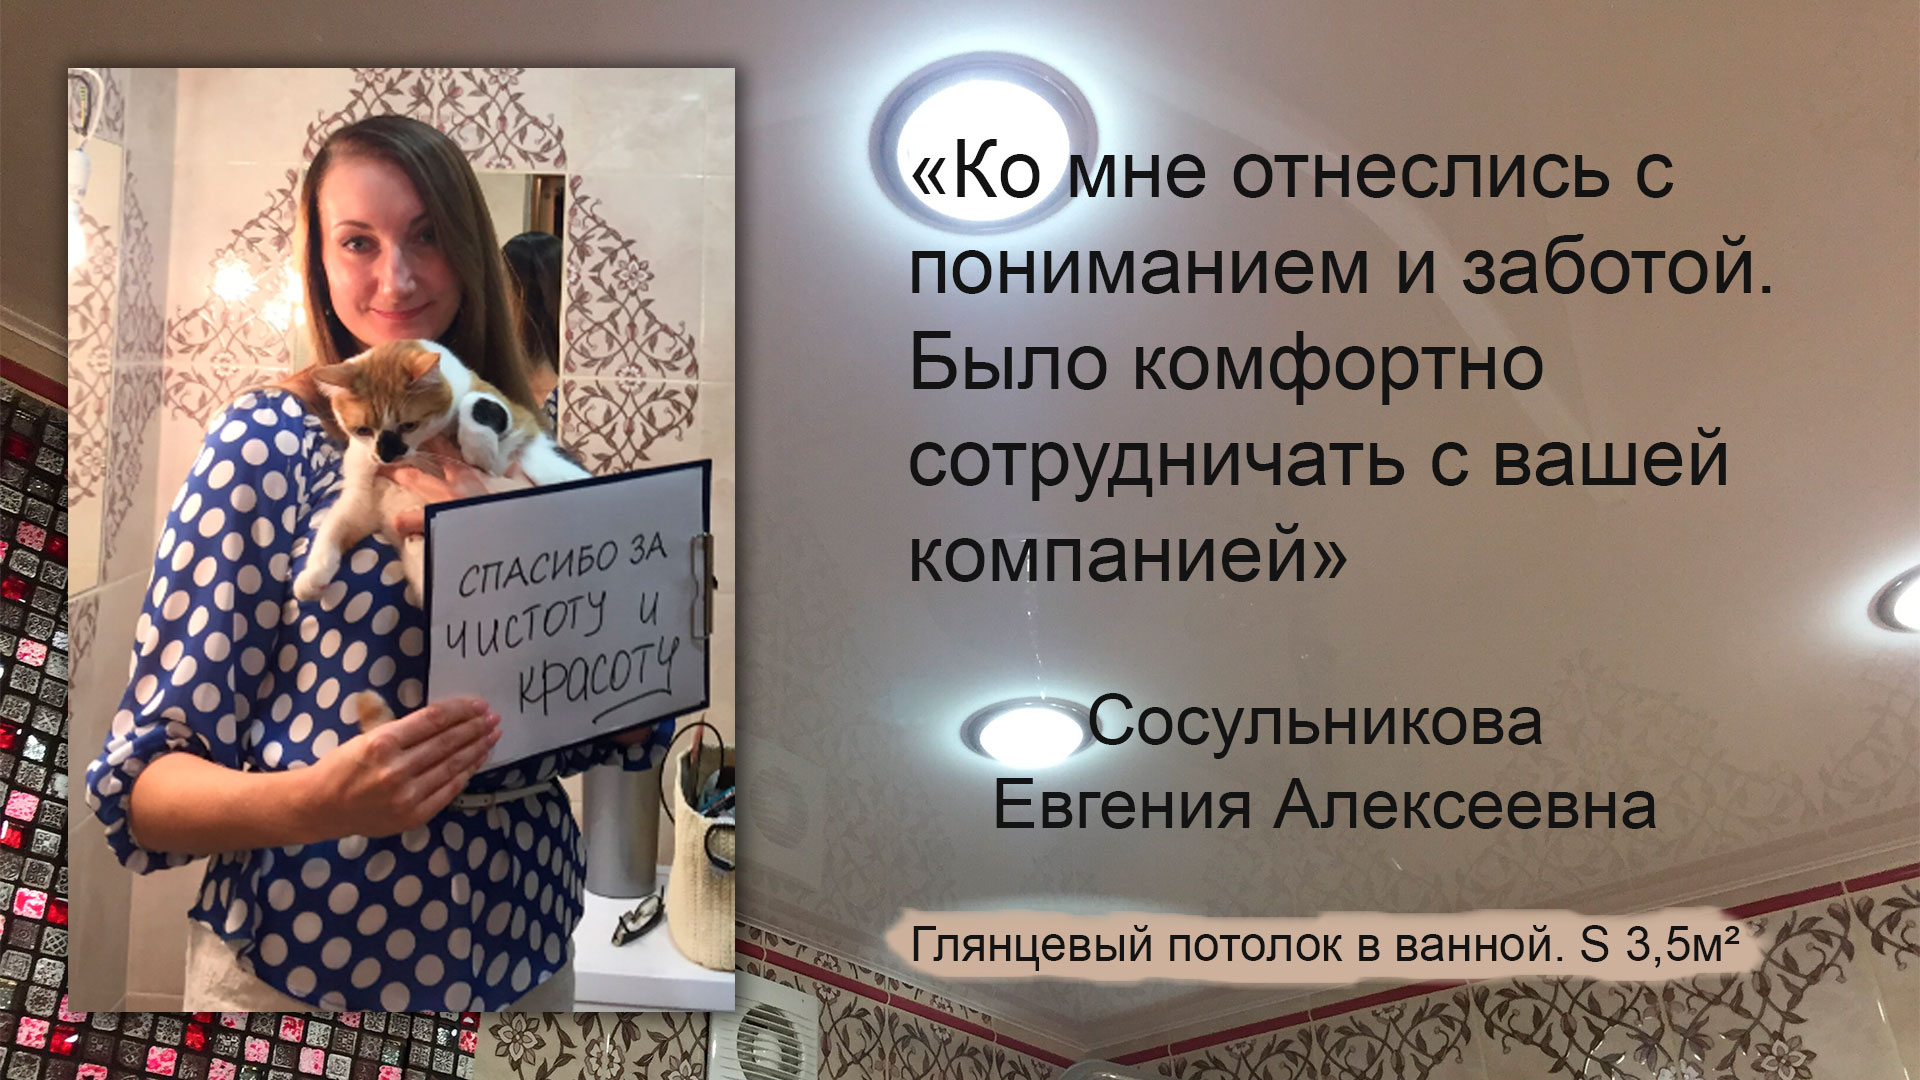 СПАСИБО ЗА
ЧИСТОТУ И
КРАСОТУ
«Ко мне отнеслись с
пониманием и заботой.
Было комфортно
сотрудничать с вашей
компанией»
Сосульникова
Евгения Алексеевна
Глянцевый потолок в ванной. S 3,5м²